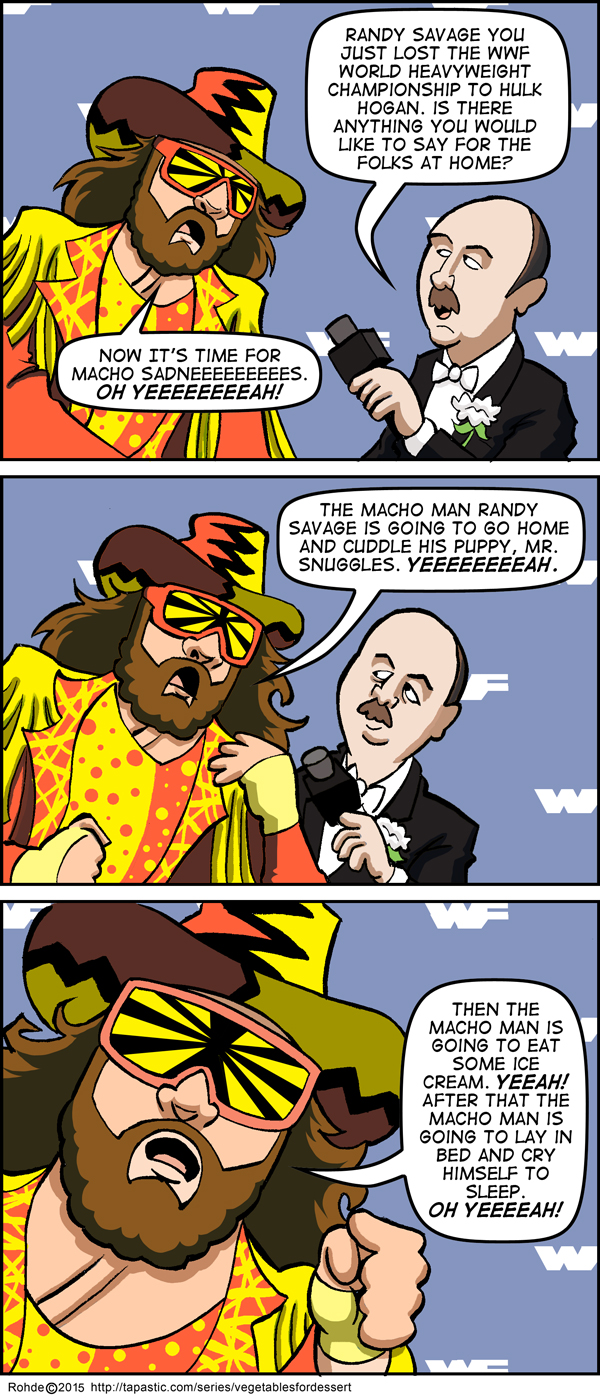 RANDY SAVAGE YOU
JUST LOST THE WWF
WORLD HEAVYWEIGHT
CHAMPIONSHIP TO HULK
HOGAN. IS THERE
ANYTHING YOU WOULD
LIKE TO SAY FOR THE
FOLKS AT HOME?
NOW IT'S TIME FOR
MACHO SADNEEEEEEEEEES.
OH YEEEEEEEEEAH!
THE MACHO MAN RANDY
SAVAGE IS GOING TO GO HOME
AND CUDDLE HIS PUPPY, MR.
SNUGGLES. YEEEEEEEEEAH.
THEN THE
MACHO MAN IS
GOING TO EAT
SOME ICE
CREAM. YEEAH!
AFTER THAT THE
MACHO MAN IS
GOING TO LAY IN
BED AND CRY
HIMSELF TO
SLEEP.
OH YEEEEAH!
Rohde©2015 http://tapastic.com/series/vegetablesfordessert